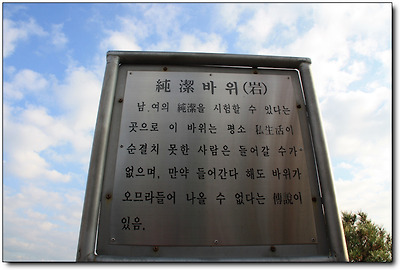 純潔바위(岩)
남.여의 純潔을 시험할 수 있다는
곳으로 이 바위는 평소 私生活이
"순결치 못한 사람은 들어갈 수가"
없으며, 만약 들어간다 해도 바위가
오므라들어 나올 수 없다는 傳說이
있음.